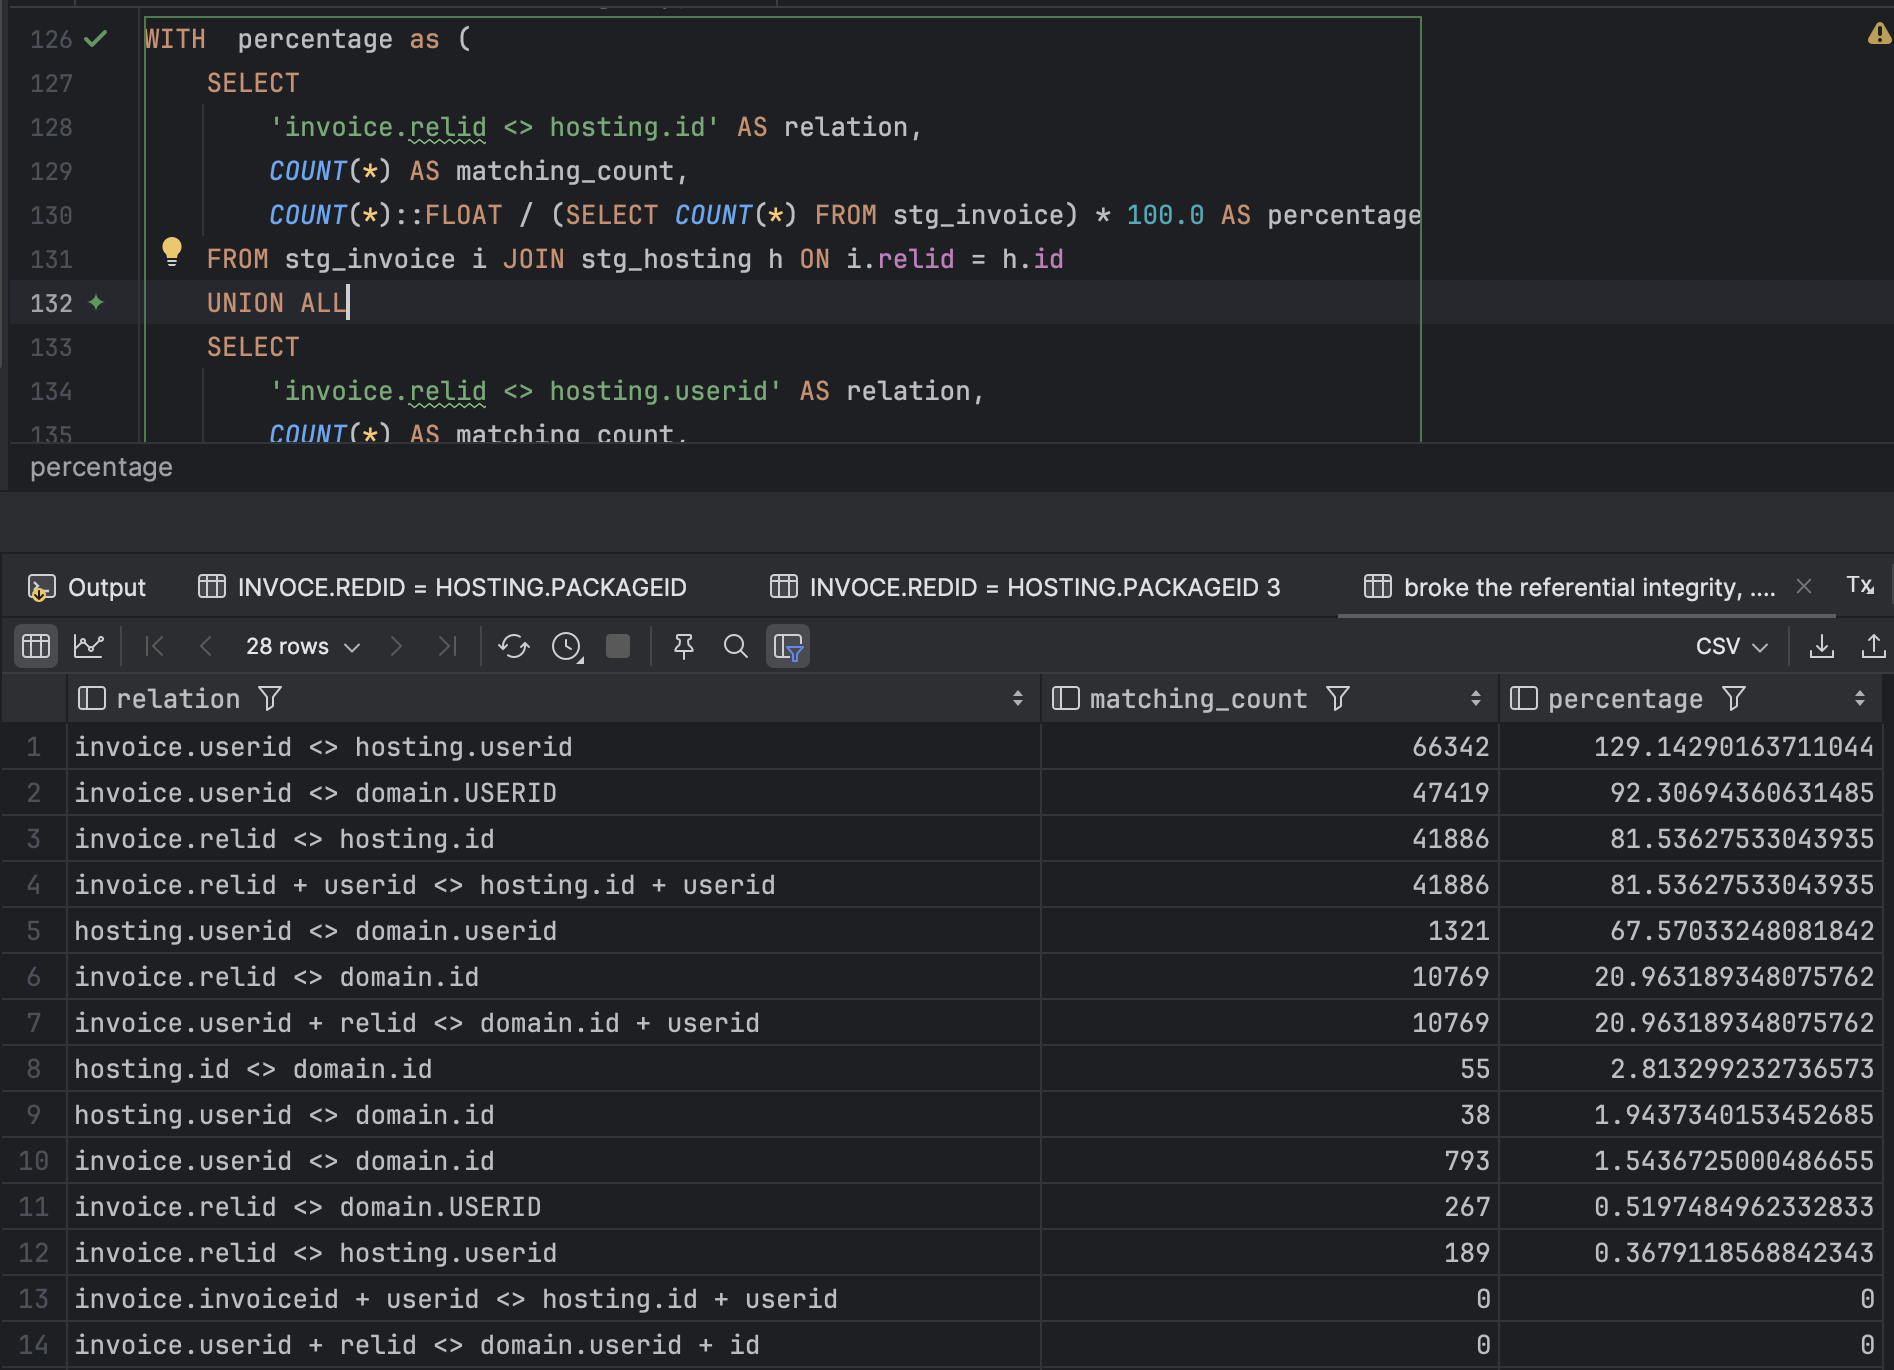 126 WITH percentage as (
127 SELECT
128 'invoice.relid <> hosting.id' AS relation,
129 COUNT(*) AS matching_count,
130 COUNT(*)::FLOAT / (SELECT COUNT(*) FROM stg_invoice) * 100.0 AS percentage
131 FROM stg_invoice i JOIN stg_hosting h ON i.relid = h.id
132 UNION ALL
133 SELECT
134 'invoice.relid <> hosting.userid' AS relation,
135 COUNT(*) AS matching_count,
percentage
Output INVOCE.REDID = HOSTING.PACKAGEID INVOCE.REDID = HOSTING.PACKAGEID 3 broke the referential integrity, .... Tx
28 rows CSV
relation matching_count percentage
1 invoice.userid <> hosting.userid 66342 129.14290163711044
2 invoice.userid <> domain.USERID 47419 92.30694360631485
3 invoice.relid <> hosting.id 41886 81.53627533043935
4 invoice.relid + userid <> hosting.id + userid 41886 81.53627533043935
5 hosting.userid <> domain.userid 1321 67.57033248081842
6 invoice.relid <> domain.id 10769 20.963189348075762
7 invoice.userid + relid <> domain.id + userid 10769 20.963189348075762
8 hosting.id <> domain.id 55 2.813299232736573
9 hosting.userid <> domain.id 38 1.9437340153452685
10 invoice.userid <> domain.id 793 1.5436725000486655
11 invoice.relid <> domain.USERID 267 0.5197484962332833
12 invoice.relid <> hosting.userid 189 0.3679118568842343
13 invoice.invoiceid + userid <> hosting.id + userid 0 0
14 invoice.userid + relid <> domain.userid + id 0 0